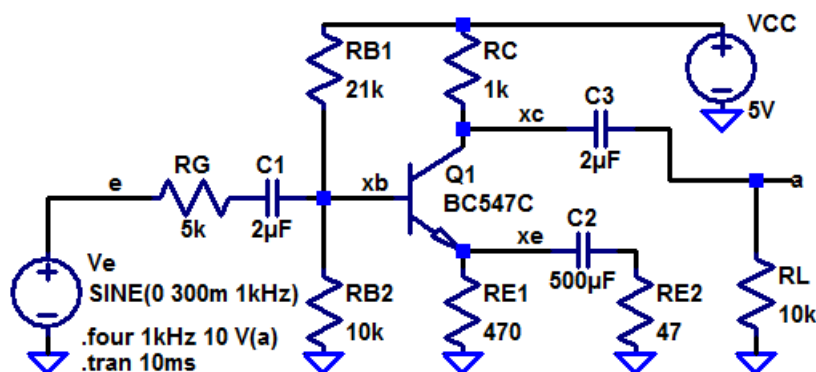 VCC
5V
RB1
21k
RC
1k
C3
2µF
xc
RG
5k
C1
2µF
e
xb
Q1
BC547C
a
xe
C2
500µF
Ve
SINE(0 300m 1kHz)
.four 1kHz 10 V(a)
.tran 10ms
RB2
10k
RE1
470
RE2
47
RL
10k